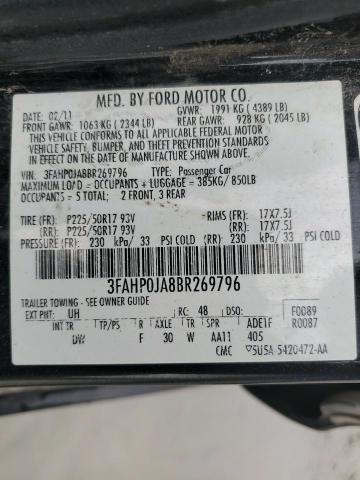 MFD. BY FORD MOTOR CO.
DATE: 02/11 GVWR: 1991 KG (4389 LB)
FRONT GAWR: 1063 KG (2344 LB) REAR GAWR: 928 KG (2045 LB)
THIS VEHICLE CONFORMS TO ALL APPLICABLE FEDERAL MOTOR
VEHICLE SAFETY, BUMPER, AND THEFT PREVENTION STANDARDS
IN EFFECT ON THE DATE OF MANUFACTURE SHOWN ABOVE.
VIN: 3FAHP0JA8BR269796 TYPE: Passenger Car
MAXIMUM LOAD = OCCUPANTS + LUGGAGE = 385KG/850LB
OCCUPANTS = 5 TOTAL: 2 FRONT, 3 REAR
TIRE (FR): P225/50R17 93V RIMS (FR): 17X7.5J
(RR): P225/50R17 93V (RR): 17X7.5J
PRESSURE (FR): 230 kPa/ 33 PSI COLD (RR): 230 kPa/ 33 PSI COLD
3FAHP0JA8BR269796
TRAILER TOWING - SEE OWNER GUIDE
EXT PNT: UH RC: 48 DSO: F0089
INT TR TP/PS R AXLE TR SPR ADE1F R0087
DW F 30 W AA11 405
CMC 5U5A 5420472-AA